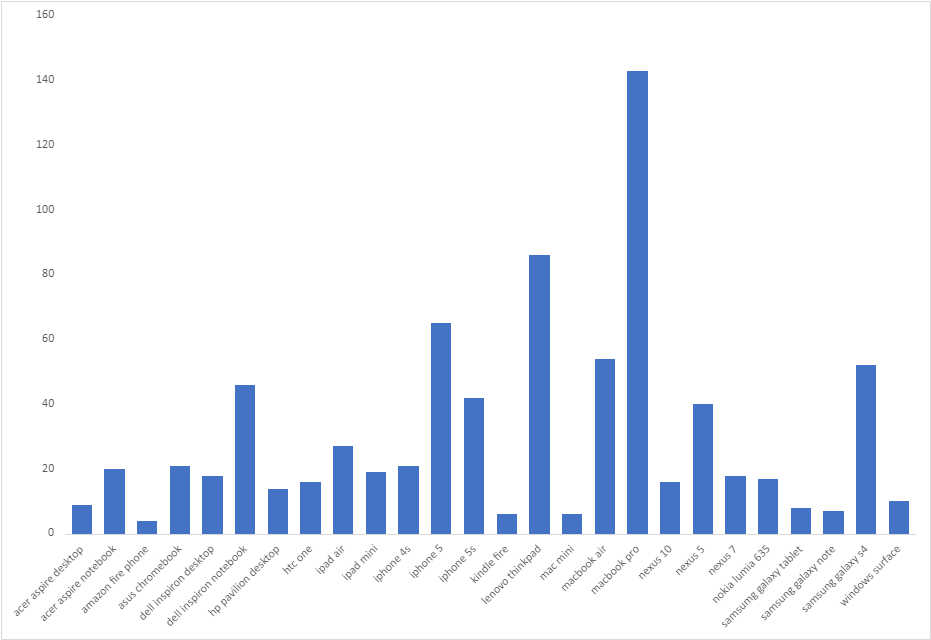 160
140
120
100
80
60
40
20
0
acer aspire desktop
acer aspire notebook
amazon fire phone
asus chromebook
dell inspiron desktop
dell inspiron notebook
hp pavilion desktop
htc one
ipad air
ipad mini
iphone 4s
iphone 5
iphone 5s
kindle fire
lenovo thinkpad
mac mini
macbook air
macbook pro
nexus 10
nexus 5
nexus 7
nokia lumia 635
samsumg galaxy tablet
samsung galaxy note
samsung galaxy s4
windows surface